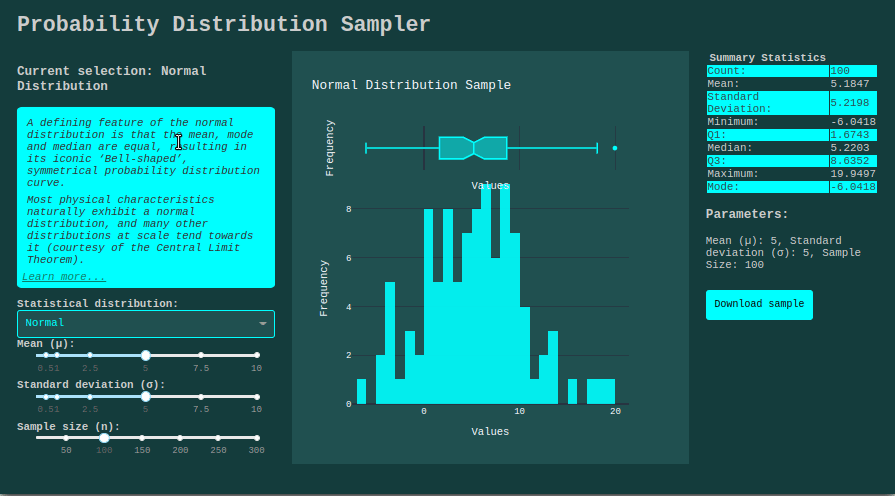 Probability Distribution Sampler
Current selection: Normal
Distribution
A defining feature of the normal
distribution is that the mean, mode
and median are equal, resulting in
its iconic ‘Bell-shaped’,
symmetrical probability distribution
curve.
Most physical characteristics
naturally exhibit a normal
distribution, and many other
distributions at scale tend towards
it (courtesy of the Central Limit
Theorem).
Learn more...
Statistical distribution:
Normal
Mean (μ):
0.51 2.5 5 7.5 10
Standard deviation (σ):
0.51 2.5 5 7.5 10
Sample size (n):
50 100 150 200 250 300
Normal Distribution Sample
Frequency
Values
Frequency
8
6
4
2
0
0 10 20
Values
Summary Statistics
Count: 100
Mean: 5.1847
Standard
Deviation: 5.2198
Minimum: -6.0418
Q1: 1.6743
Median: 5.2203
Q3: 8.6352
Maximum: 19.9497
Mode: -6.0418
Parameters:
Mean (μ): 5, Standard
deviation (σ): 5, Sample
Size: 100
Download sample